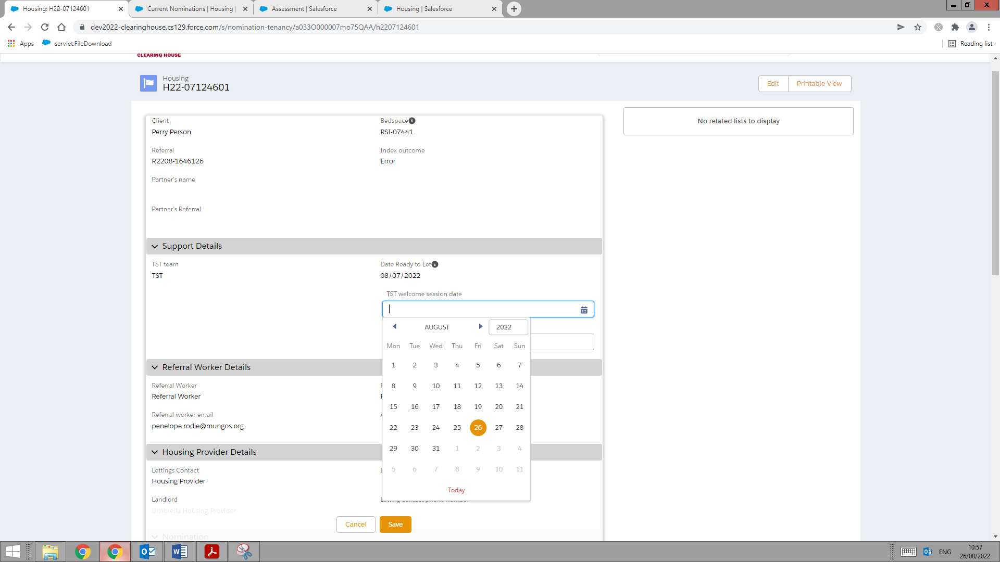 Housing: H22-07124601
Current Nominations | Housing |
Assessment | Salesforce
Housing | Salesforce
dev2022-clearinghouse.cs129.force.com/s/nomination-tenancy/a033O000007mo75QAA/h2207124601
Apps
servlet.FileDownload
Reading list
CLEARING HOUSE
Housing
H22-07124601
Edit
Printable View
No related lists to display
Client
Perry Person
Bedspace
RSI-07441
Referral
R2208-1646126
Index outcome
Error
Partner's name
Partner's Referral
Support Details
TST team
TST
Date Ready to Let
08/07/2022
TST welcome session date
AUGUST
2022
Mon Tue Wed Thu Fri Sat Sun
1 2 3 4 5 6 7
8 9 10 11 12 13 14
15 16 17 18 19 20 21
22 23 24 25 26 27 28
29 30 31 1 2 3 4
5 6 7 8 9 10 11
Today
Referral Worker Details
Referral Worker
Referral Worker
Referral worker email
penelope.rodie@mungos.org
Housing Provider Details
Lettings Contact
Housing Provider
Landlord
Umbrella Housing Provider
Cancel
Save
Nomination
ENG
10:57
26/08/2022